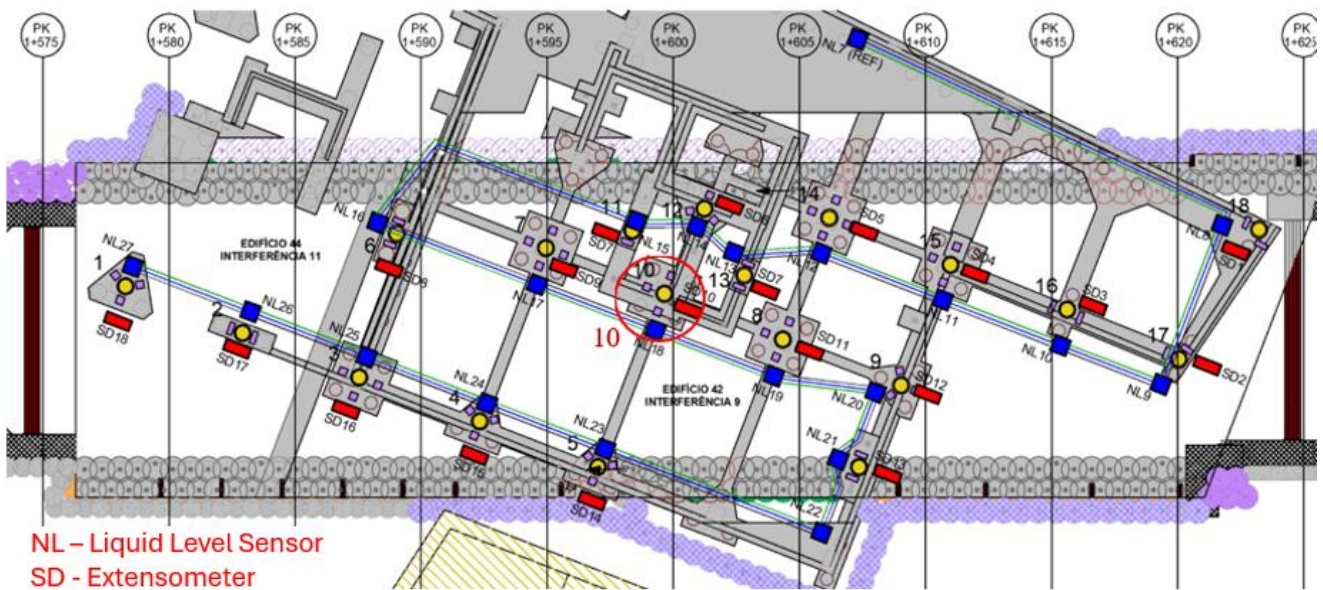 PK
1+575
PK
1+580
PK
1+585
PK
1+590
PK
1+595
PK
1+600
PK
1+605
PK
1+610
PK
1+615
PK
1+620
PK
1+625
NL7 (REF)
14
18
NL16
6
SD8
EDIFÍCIO 44
INTERFERÊNCIA 11
7
SD9
NL17
11
SD7
NL15
12
NL14
NL13
13
SD7
SD5
NL12
15
SD4
NL11
16
SD3
NL10
17
SD2
NL9
SD1
NL27
1
SD18
NL26
2
SD17
NL25
3
SD16
NL24
4
SD15
NL23
5
SD14
10
SD10
10
NL18
8
SD11
NL19
EDIFÍCIO 42
INTERFERÊNCIA 9
9
SD12
NL20
NL21
SD13
NL22
NL – Liquid Level Sensor
SD - Extensometer